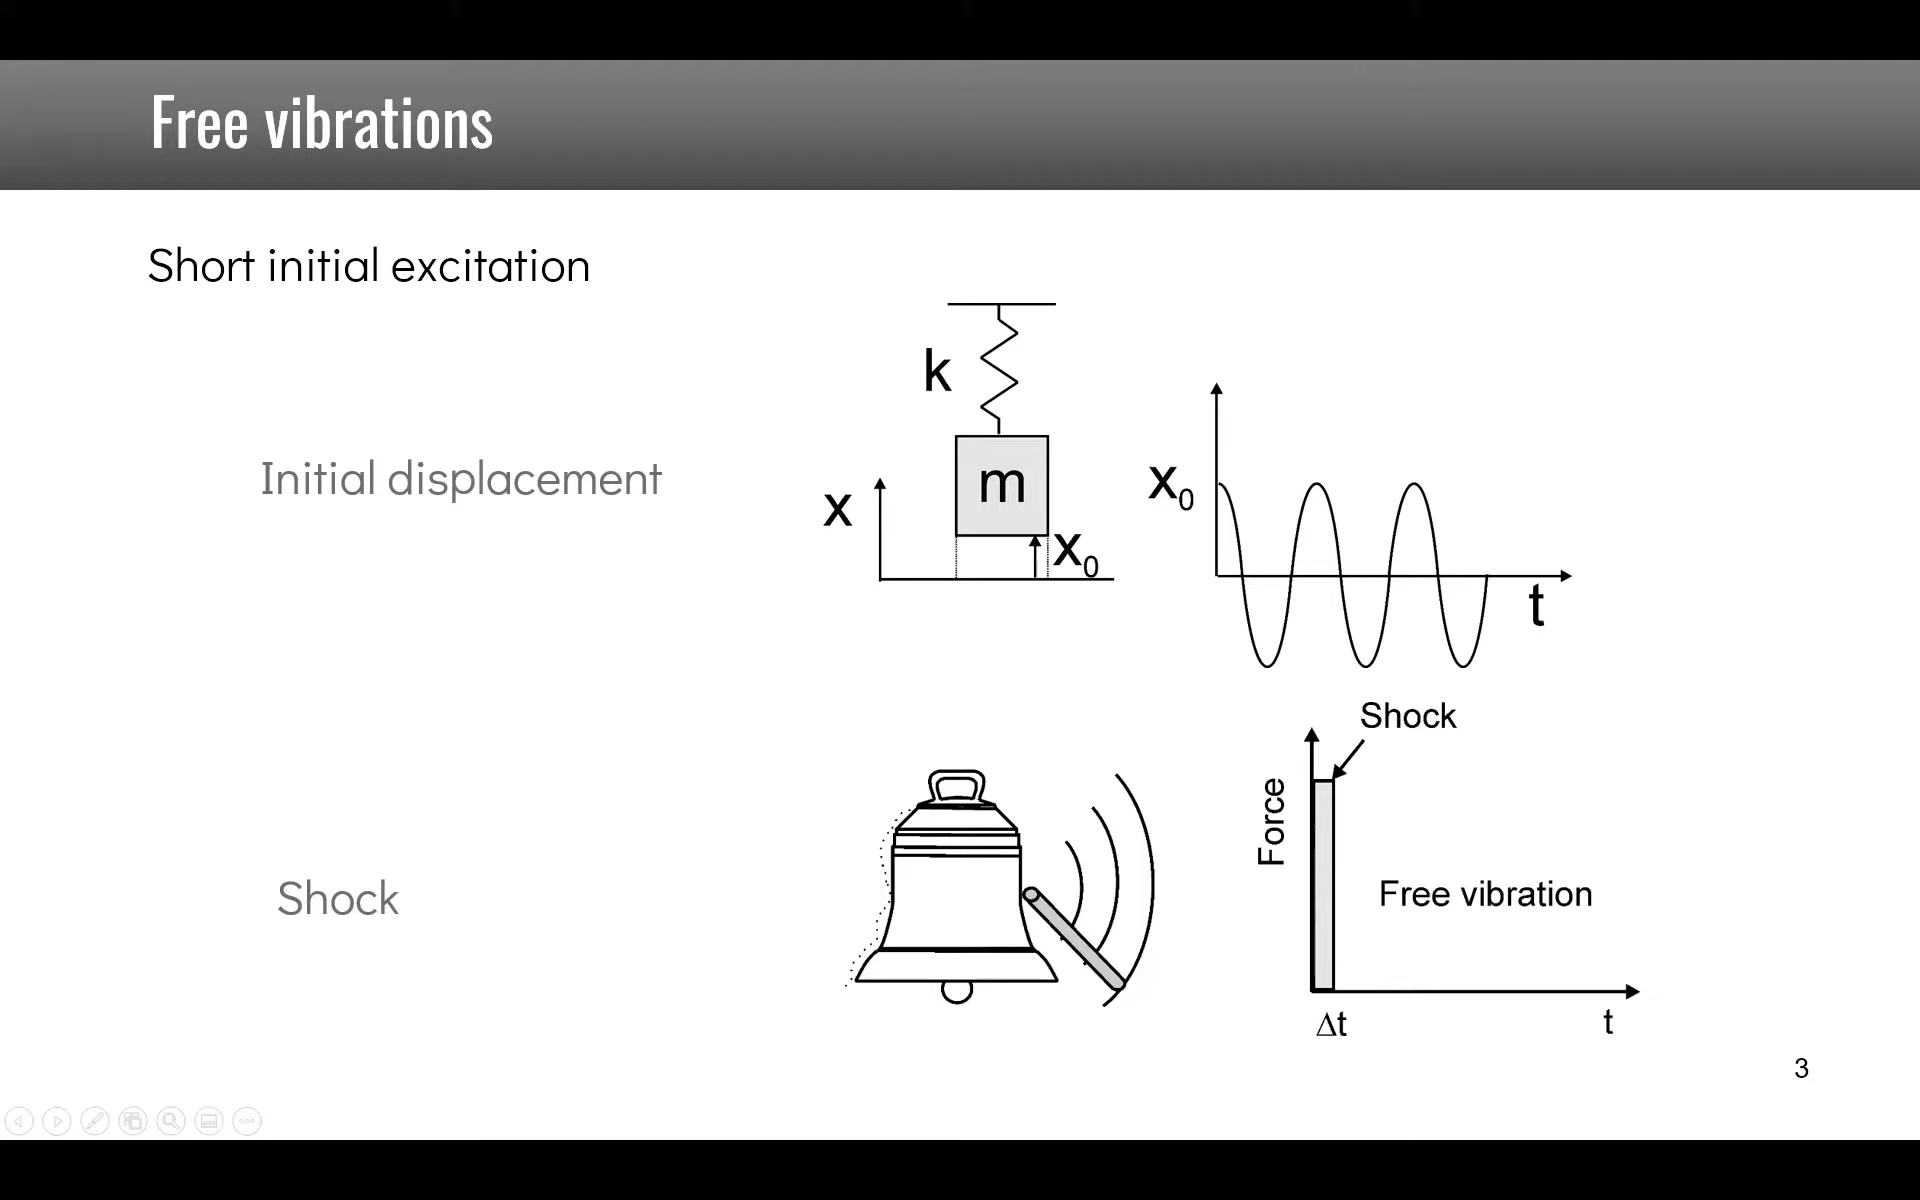 Free vibrations
Short initial excitation
Initial displacement
k
m
x
x₀
x₀
t
Shock
Shock
Force
Free vibration
Δt
t
3